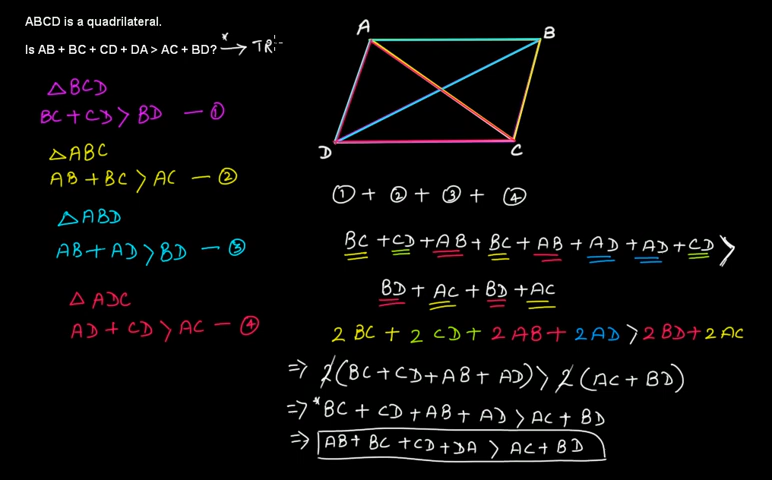 ABCD is a quadrilateral.
Is AB + BC + CD + DA > AC + BD? * → TRI-
△BCD
BC + CD > BD — ①
△ABC
AB + BC > AC — ②
△ABD
AB + AD > BD — ③
△ADC
AD + CD > AC — ④
A B
D C
① + ② + ③ + ④
BC + CD + AB + BC + AB + AD + AD + CD >
BD + AC + BD + AC
2 BC + 2 CD + 2 AB + 2AD > 2 BD + 2 AC
=> 2(BC + CD + AB + AD) > 2(AC + BD)
=> * BC + CD + AB + AD > AC + BD
=> AB + BC + CD + DA > AC + BD